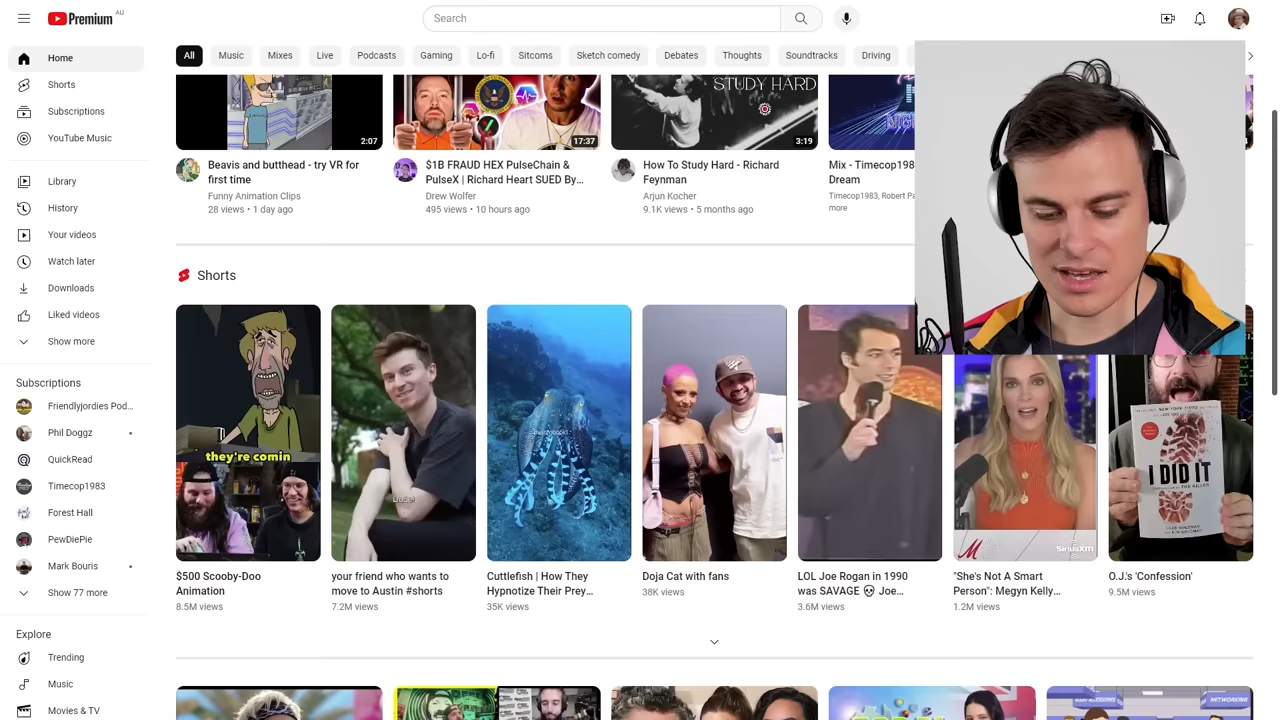 Premium AU
Search
Home
Shorts
Subscriptions
YouTube Music
Library
History
Your videos
Watch later
Downloads
Liked videos
Show more
Subscriptions
Friendlyjordies Pod...
Phil Doggz
QuickRead
Timecop1983
Forest Hall
PewDiePie
Mark Bouris
Show 77 more
Explore
Trending
Music
Movies & TV
All
Music
Mixes
Live
Podcasts
Gaming
Lo-fi
Sitcoms
Sketch comedy
Debates
Thoughts
Soundtracks
Driving
2:07
Beavis and butthead - try VR for
first time
Funny Animation Clips
28 views • 1 day ago
17:37
$1B FRAUD HEX PulseChain &
PulseX | Richard Heart SUED By...
Drew Wolfer
495 views • 10 hours ago
STUDY HARD
3:19
How To Study Hard - Richard
Feynman
Arjun Kocher
9.1K views • 5 months ago
Mix - Timecop198
Dream
Timecop1983, Robert Pa
more
Shorts
they're comin
$500 Scooby-Doo
Animation
8.5M views
your friend who wants to
move to Austin #shorts
7.2M views
Cuttlefish | How They
Hypnotize Their Prey...
35K views
Doja Cat with fans
38K views
LOL Joe Rogan in 1990
was SAVAGE 💀 Joe...
3.6M views
M
SiriusXM
"She's Not A Smart
Person": Megyn Kelly...
1.2M views
I DID IT
O.J.'s 'Confession'
9.5M views
NETWORKING